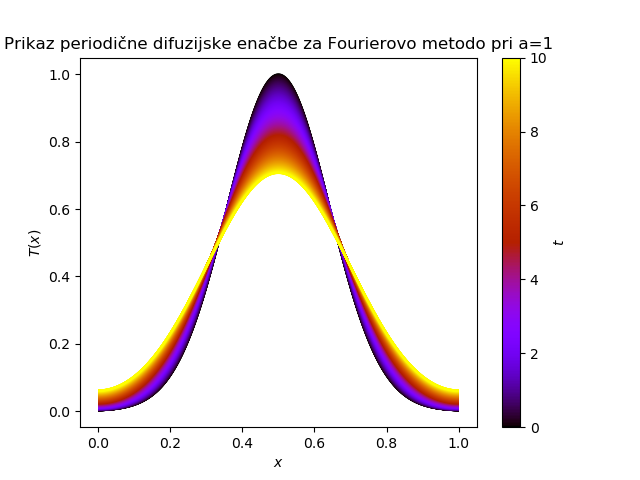 Prikaz periodične difuzijske enačbe za Fourierovo metodo pri a=1
1.0
0.8
0.6
0.4
0.2
0.0
T(x)
0.0 0.2 0.4 0.6 0.8 1.0
x
10
8
6
4
2
0
t